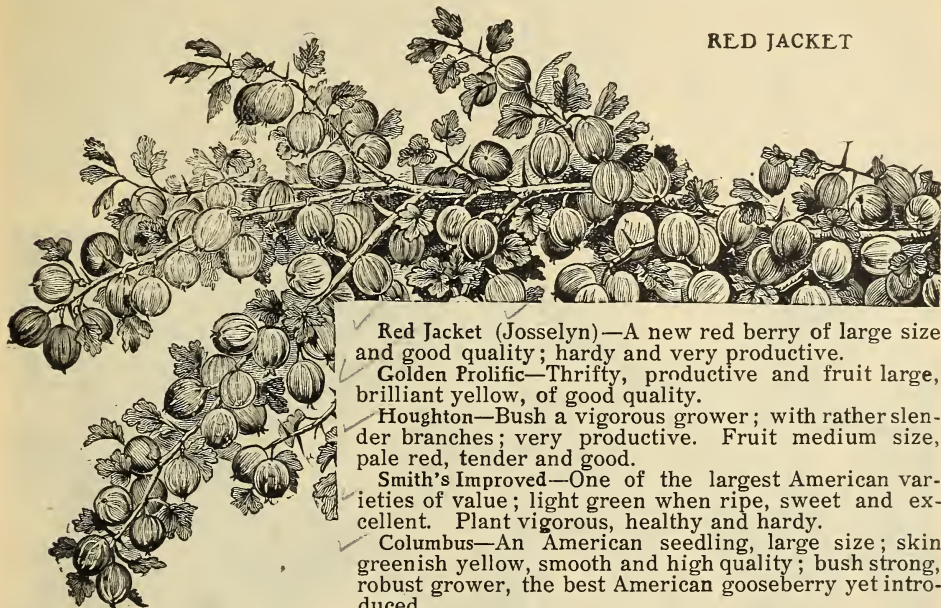 RED JACKET
Red Jacket (Josselyn)—A new red berry of large size
and good quality; hardy and very productive.
Golden Prolific—Thrifty, productive and fruit large,
brilliant yellow, of good quality.
Houghton—Bush a vigorous grower; with rather slen-
der branches; very productive. Fruit medium size,
pale red, tender and good.
Smith's Improved—One of the largest American var-
ieties of value; light green when ripe, sweet and ex-
cellent. Plant vigorous, healthy and hardy.
Columbus—An American seedling, large size; skin
greenish yellow, smooth and high quality; bush strong,
robust grower, the best American gooseberry yet intro-
duced